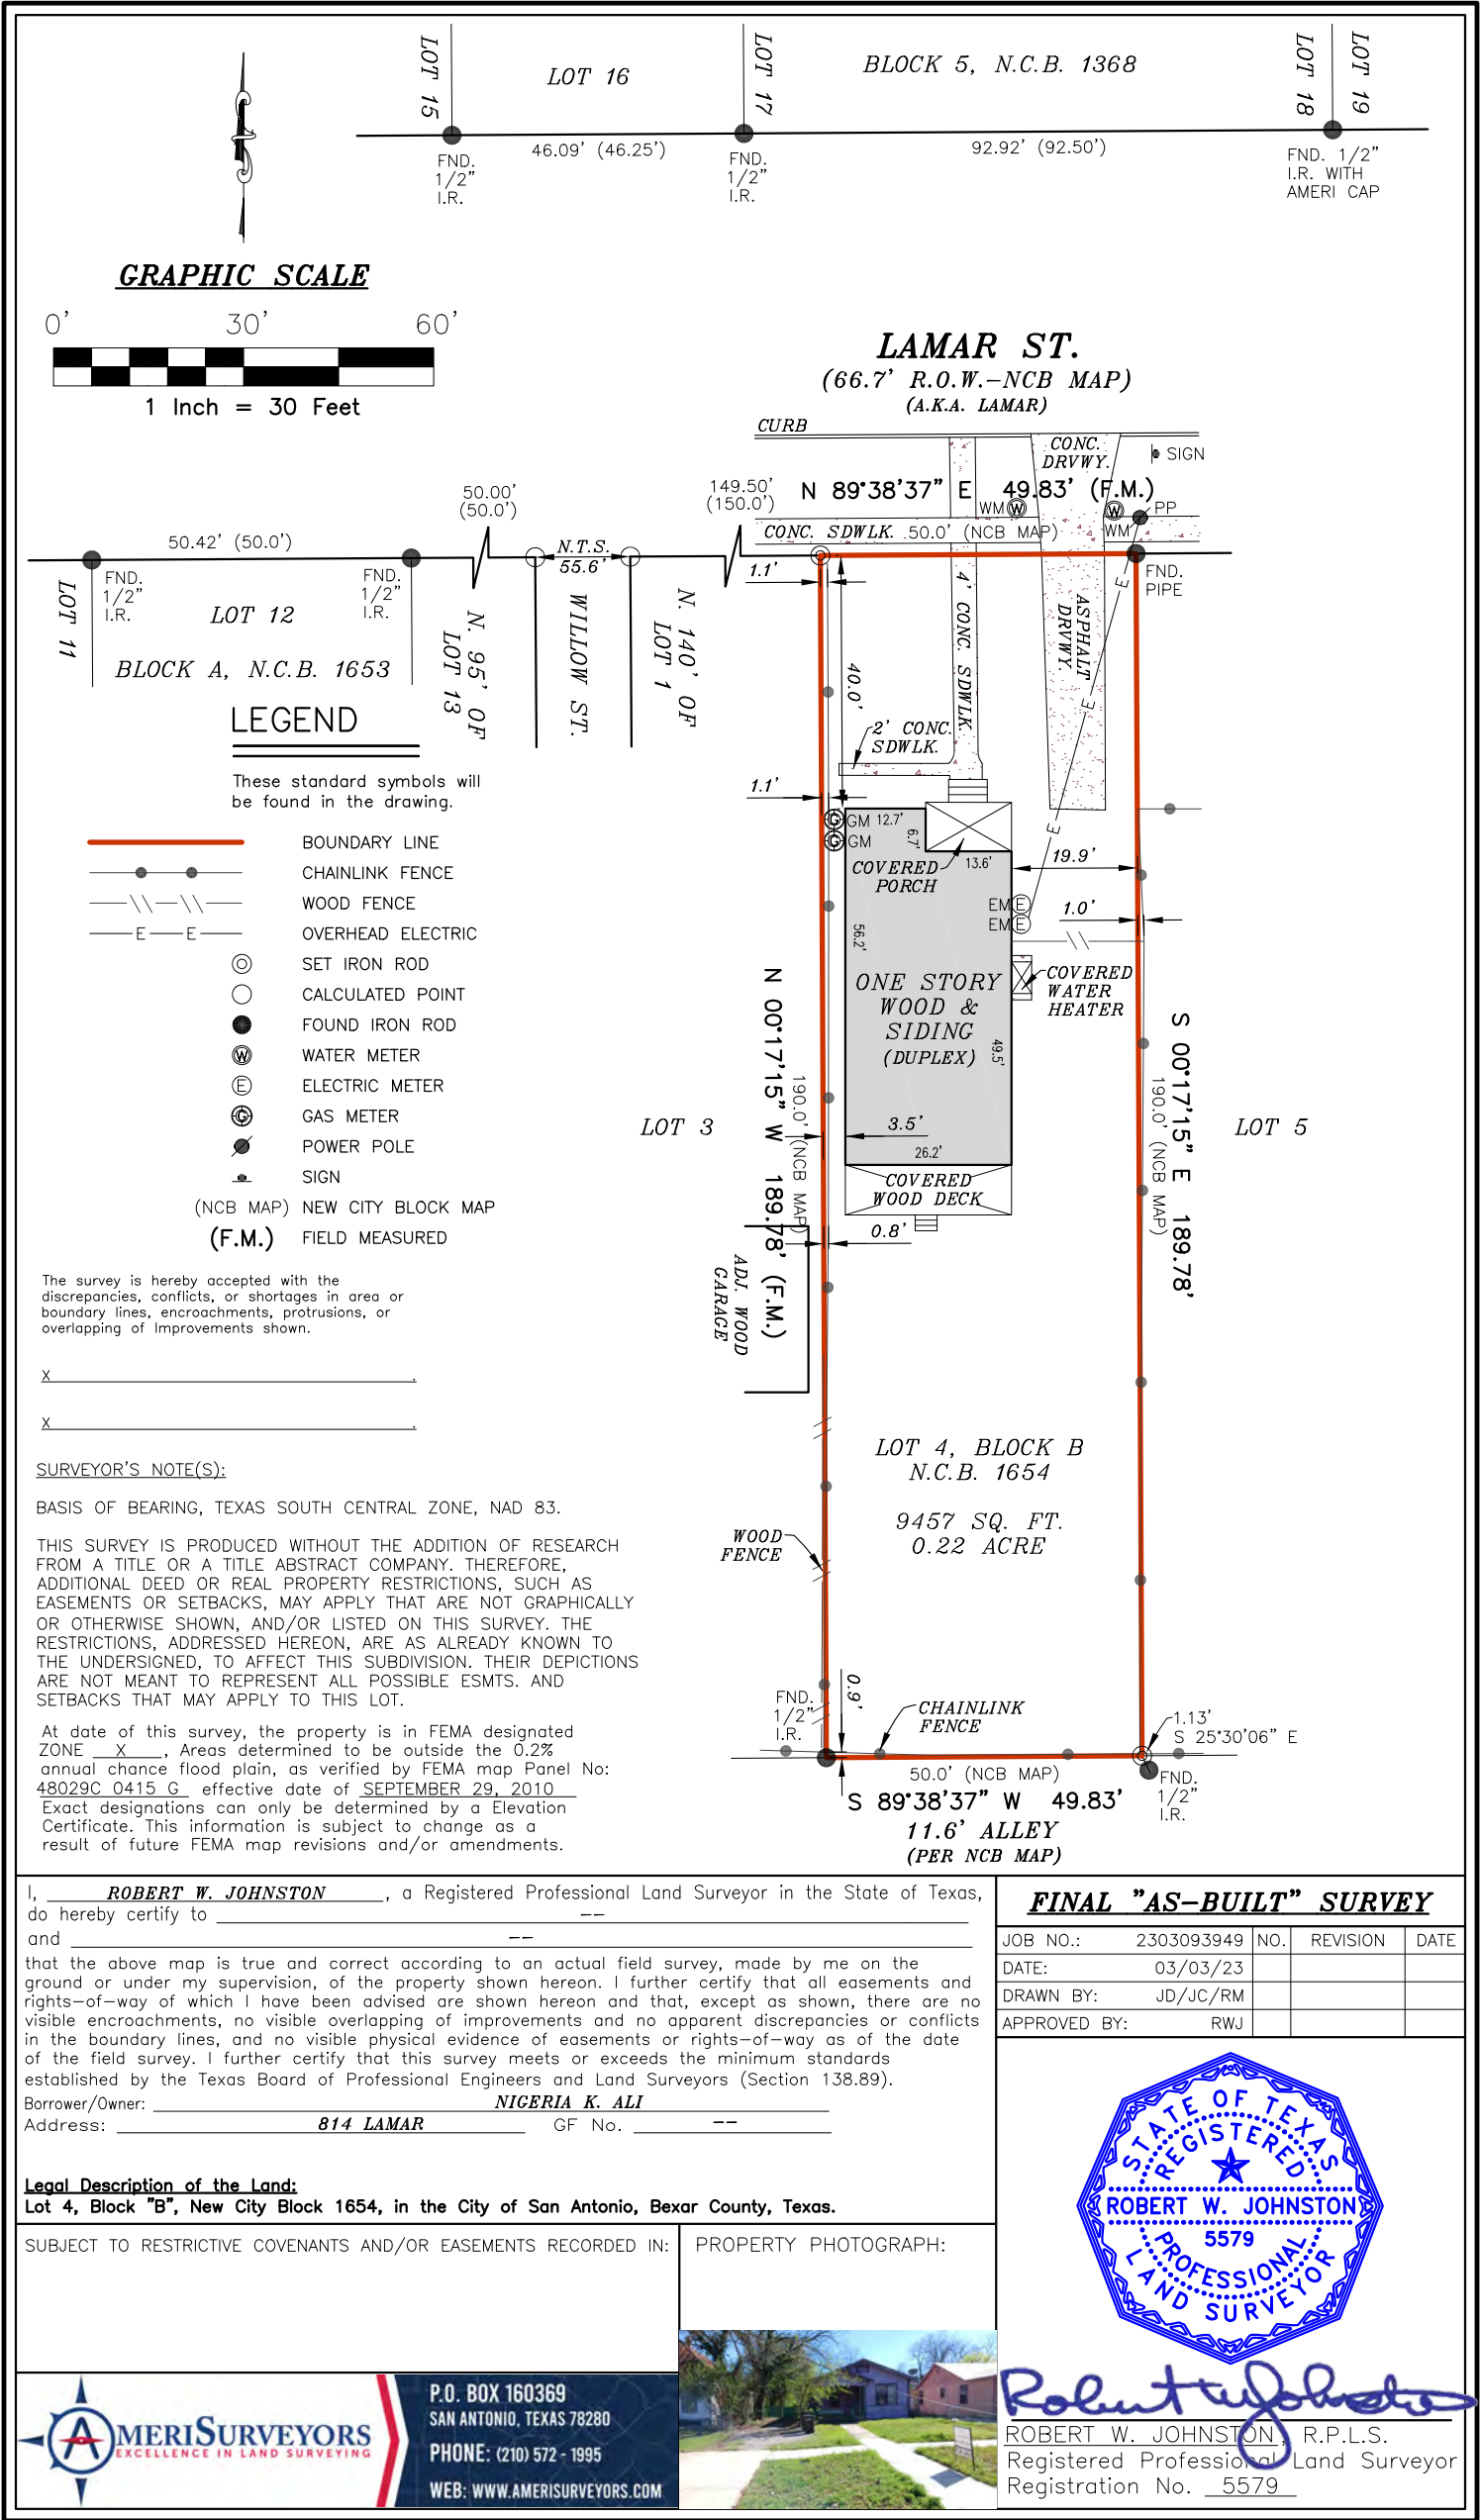 LOT 15
LOT 16
LOT 17
BLOCK 5, N.C.B. 1368
LOT 18
LOT 19
46.09' (46.25')
92.92' (92.50')
FND.
1/2"
I.R.
FND.
1/2"
I.R.
FND. 1/2"
I.R. WITH
AMERI CAP
GRAPHIC SCALE
0' 30' 60'
1 Inch = 30 Feet
LAMAR ST.
(66.7' R.O.W.-NCB MAP)
(A.K.A. LAMAR)
CURB
CONC.
DRVWY.
SIGN
N 89°38'37" E 49.83' (F.M.)
WM W
W
WM
PP
CONC. SDWLK.
50.0' (NCB MAP)
50.42' (50.0')
50.00'
(50.0')
149.50'
(150.0')
N.T.S.
55.6'
LOT 11
FND.
1/2"
I.R.
LOT 12
FND.
1/2"
I.R.
BLOCK A, N.C.B. 1653
N. 95' OF
LOT 13
WILLOW ST.
N. 140' OF
LOT 1
1.1'
FND.
PIPE
E
E
E
40.0'
4' CONC. SDWLK.
ASPHALT
DRVWY.
2' CONC.
SDWLK.
1.1'
G GM
G GM
12.7'
6.7'
13.6'
COVERED
PORCH
19.9'
EM E
EM E
1.0'
56.2'
COVERED
WATER
HEATER
ONE STORY
WOOD &
SIDING
(DUPLEX)
49.5'
3.5'
26.2'
COVERED
WOOD DECK
0.8'
N 00°17'15" W 189.78' (F.M.)
190.0' (NCB MAP)
S 00°17'15" E 189.78'
190.0' (NCB MAP)
LOT 3
LOT 5
ADJ. WOOD
GARAGE
LOT 4, BLOCK B
N.C.B. 1654
9457 SQ. FT.
0.22 ACRE
WOOD
FENCE
FND.
1/2"
I.R.
0.9'
CHAINLINK
FENCE
1.13'
S 25°30'06" E
FND.
1/2"
I.R.
50.0' (NCB MAP)
S 89°38'37" W 49.83'
11.6' ALLEY
(PER NCB MAP)
LEGEND
These standard symbols will
be found in the drawing.
BOUNDARY LINE
CHAINLINK FENCE
WOOD FENCE
E E OVERHEAD ELECTRIC
SET IRON ROD
CALCULATED POINT
FOUND IRON ROD
W WATER METER
E ELECTRIC METER
G GAS METER
POWER POLE
SIGN
(NCB MAP) NEW CITY BLOCK MAP
(F.M.) FIELD MEASURED
The survey is hereby accepted with the
discrepancies, conflicts, or shortages in area or
boundary lines, encroachments, protrusions, or
overlapping of Improvements shown.
X
X
SURVEYOR'S NOTE(S):
BASIS OF BEARING, TEXAS SOUTH CENTRAL ZONE, NAD 83.
THIS SURVEY IS PRODUCED WITHOUT THE ADDITION OF RESEARCH
FROM A TITLE OR A TITLE ABSTRACT COMPANY. THEREFORE,
ADDITIONAL DEED OR REAL PROPERTY RESTRICTIONS, SUCH AS
EASEMENTS OR SETBACKS, MAY APPLY THAT ARE NOT GRAPHICALLY
OR OTHERWISE SHOWN, AND/OR LISTED ON THIS SURVEY. THE
RESTRICTIONS, ADDRESSED HEREON, ARE AS ALREADY KNOWN TO
THE UNDERSIGNED, TO AFFECT THIS SUBDIVISION. THEIR DEPICTIONS
ARE NOT MEANT TO REPRESENT ALL POSSIBLE ESMTS. AND
SETBACKS THAT MAY APPLY TO THIS LOT.
At date of this survey, the property is in FEMA designated
ZONE X , Areas determined to be outside the 0.2%
annual chance flood plain, as verified by FEMA map Panel No:
48029C 0415 G effective date of SEPTEMBER 29, 2010
Exact designations can only be determined by a Elevation
Certificate. This information is subject to change as a
result of future FEMA map revisions and/or amendments.
I, ROBERT W. JOHNSTON , a Registered Professional Land Surveyor in the State of Texas,
do hereby certify to --
and --
that the above map is true and correct according to an actual field survey, made by me on the
ground or under my supervision, of the property shown hereon. I further certify that all easements and
rights-of-way of which I have been advised are shown hereon and that, except as shown, there are no
visible encroachments, no visible overlapping of improvements and no apparent discrepancies or conflicts
in the boundary lines, and no visible physical evidence of easements or rights-of-way as of the date
of the field survey. I further certify that this survey meets or exceeds the minimum standards
established by the Texas Board of Professional Engineers and Land Surveyors (Section 138.89).
Borrower/Owner: NIGERIA K. ALI
Address: 814 LAMAR GF No. --
Legal Description of the Land:
Lot 4, Block "B", New City Block 1654, in the City of San Antonio, Bexar County, Texas.
SUBJECT TO RESTRICTIVE COVENANTS AND/OR EASEMENTS RECORDED IN:
PROPERTY PHOTOGRAPH:
AMERISURVEYORS
EXCELLENCE IN LAND SURVEYING
P.O. BOX 160369
SAN ANTONIO, TEXAS 78280
PHONE: (210) 572 - 1995
WEB: WWW.AMERISURVEYORS.COM
FINAL "AS-BUILT" SURVEY
JOB NO.: 2303093949 NO. REVISION DATE
DATE: 03/03/23
DRAWN BY: JD/JC/RM
APPROVED BY: RWJ
STATE OF TEXAS
REGISTERED
ROBERT W. JOHNSTON
5579
PROFESSIONAL
LAND SURVEYOR
Robert W Johnston
ROBERT W. JOHNSTON, R.P.L.S.
Registered Professional Land Surveyor
Registration No. 5579